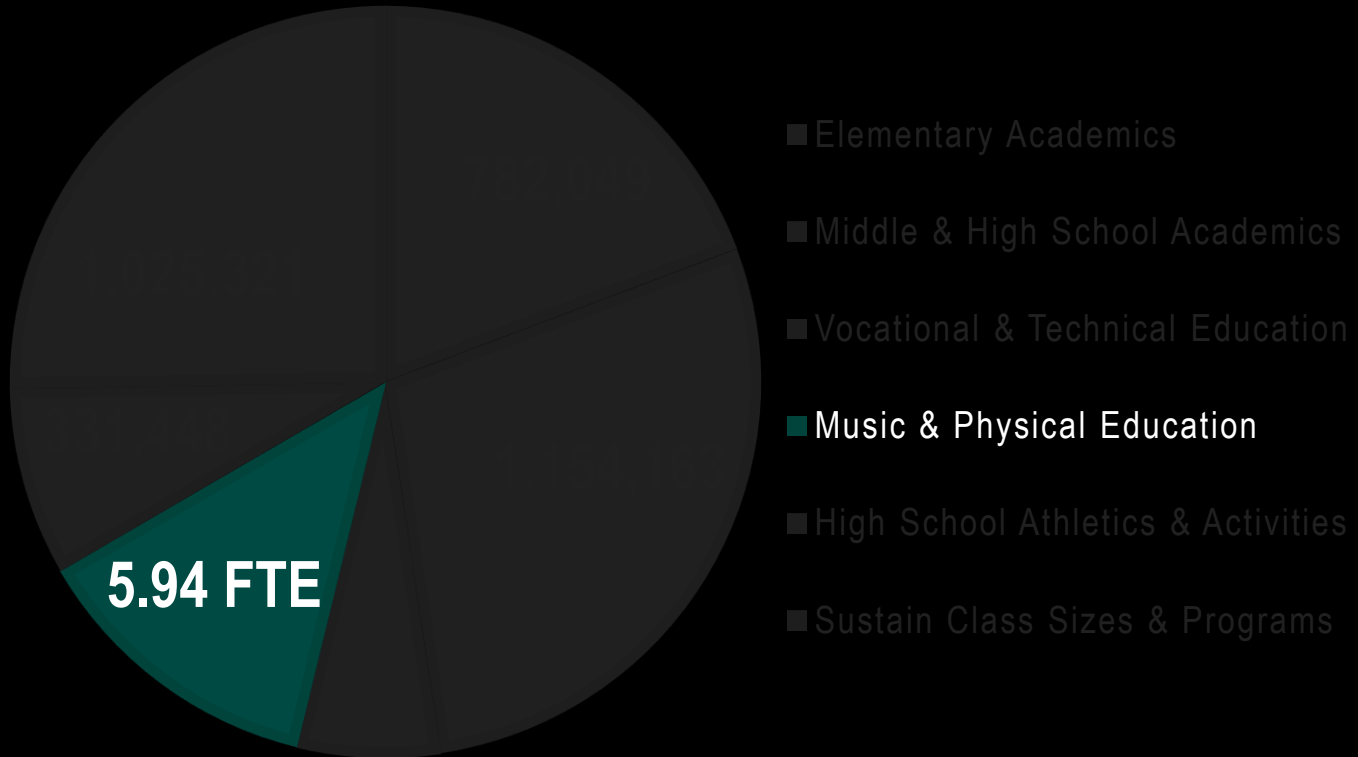 Elementary Academics
Middle & High School Academics
Vocational & Technical Education
Music & Physical Education
High School Athletics & Activities
Sustain Class Sizes & Programs
5.94 FTE